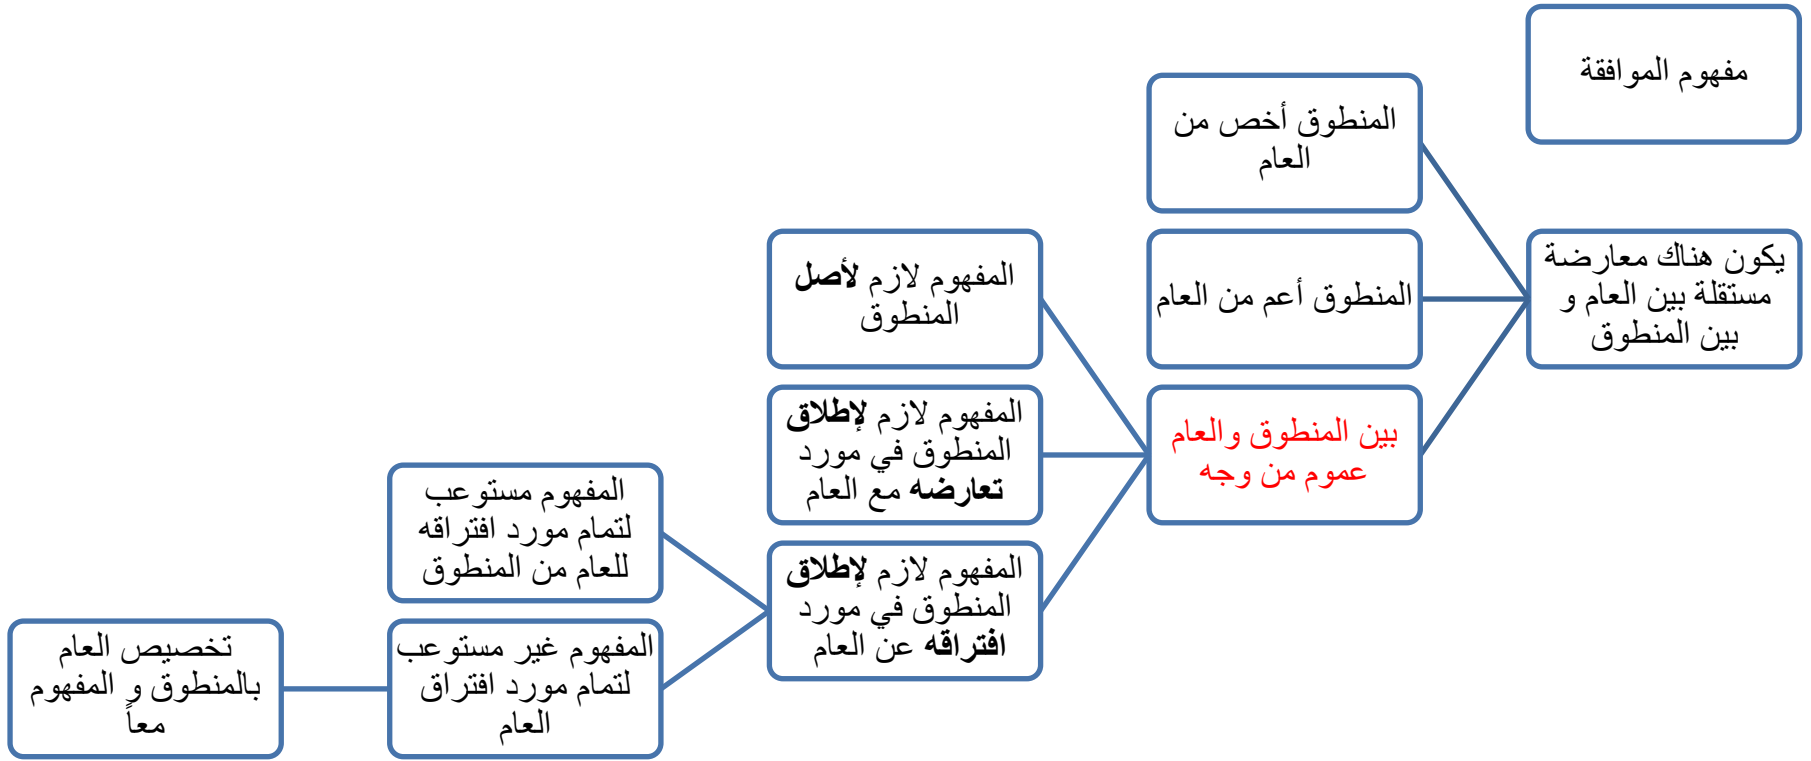 مفهوم الموافقة
يكون هناك معارضة
مستقلة بين العام و
بين المنطوق
المنطوق أخص من
العام
المنطوق أعم من العام
بين المنطوق والعام
عموم من وجه
المفهوم لازم لأصل
المنطوق
المفهوم لازم لإطلاق
المنطوق في مورد
تعارضه مع العام
المفهوم لازم لإطلاق
المنطوق في مورد
افتراقه عن العام
المفهوم مستوعب
لتمام مورد افتراقه
للعام من المنطوق
المفهوم غير مستوعب
لتمام مورد افتراق
العام
تخصيص العام
بالمنطوق و المفهوم
معاً